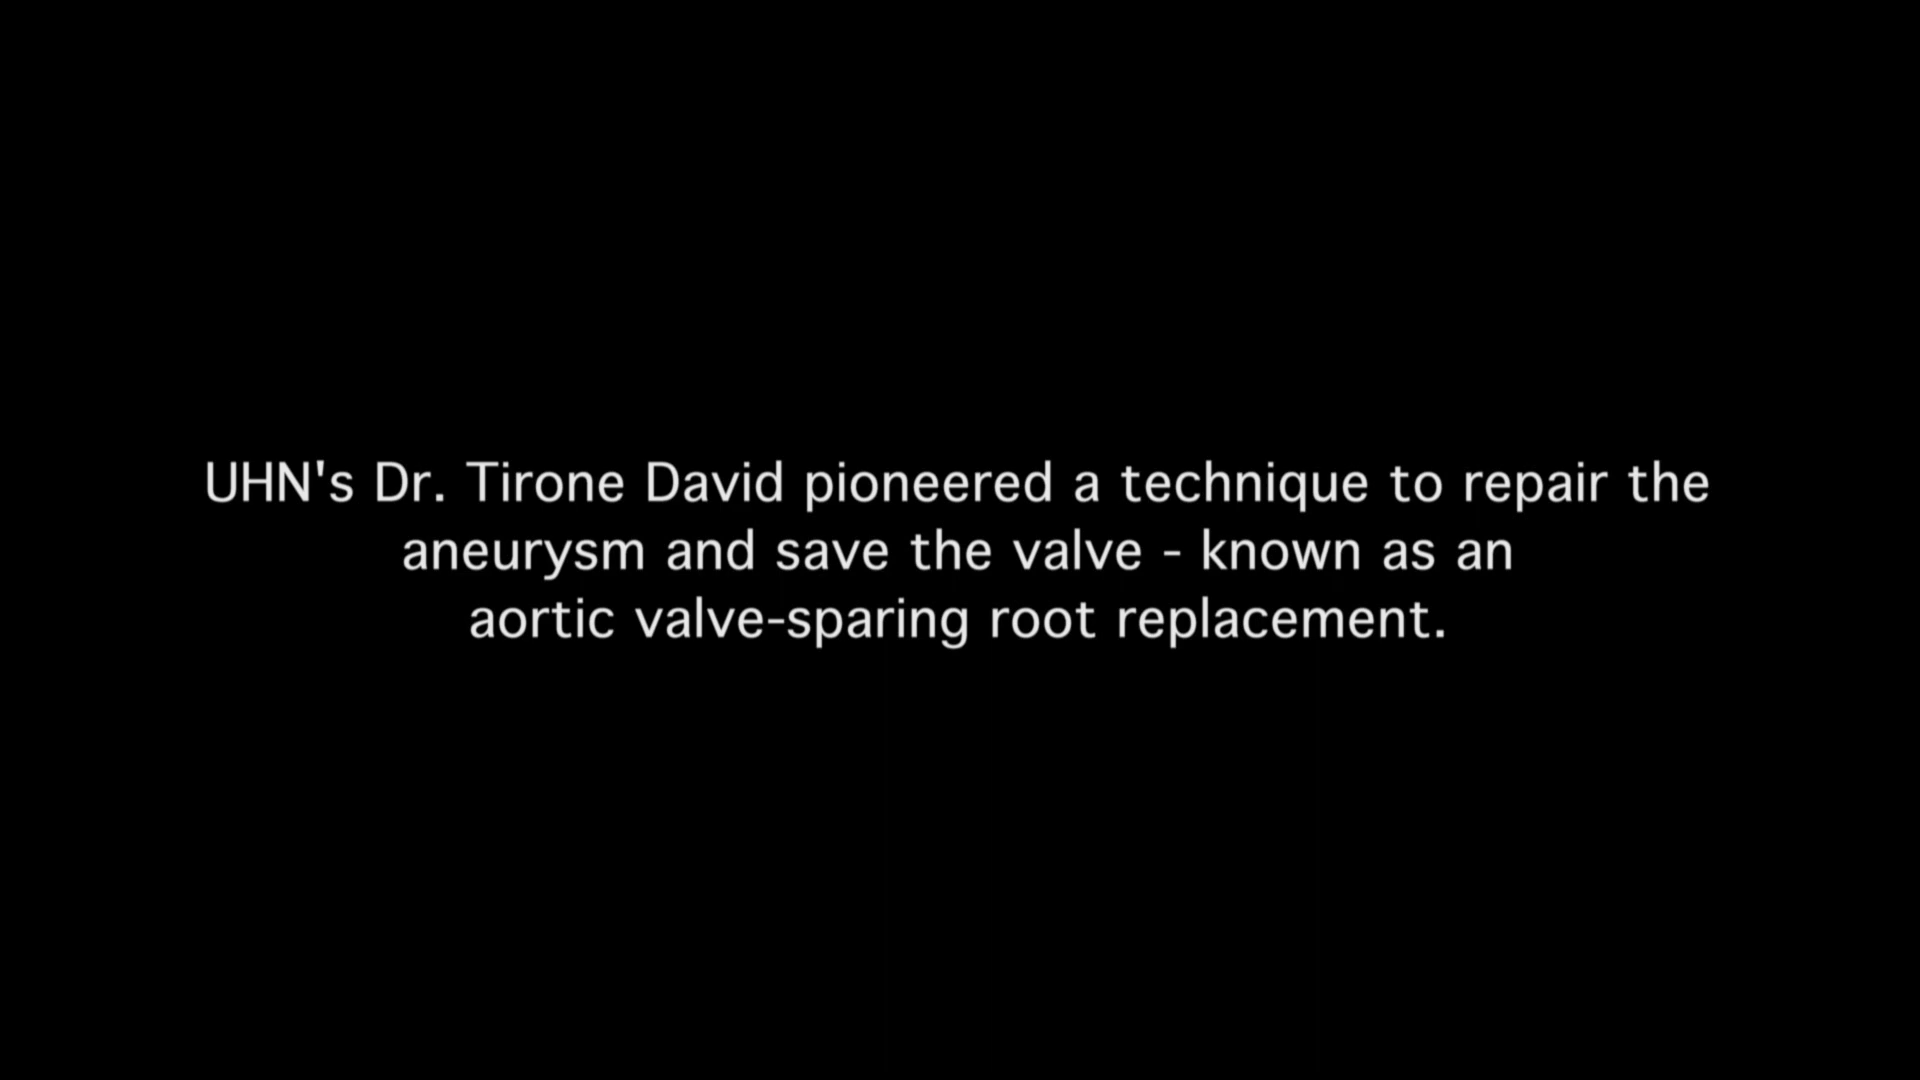 UHN's Dr. Tirone David pioneered a technique to repair the
aneurysm and save the valve - known as an
aortic valve-sparing root replacement.